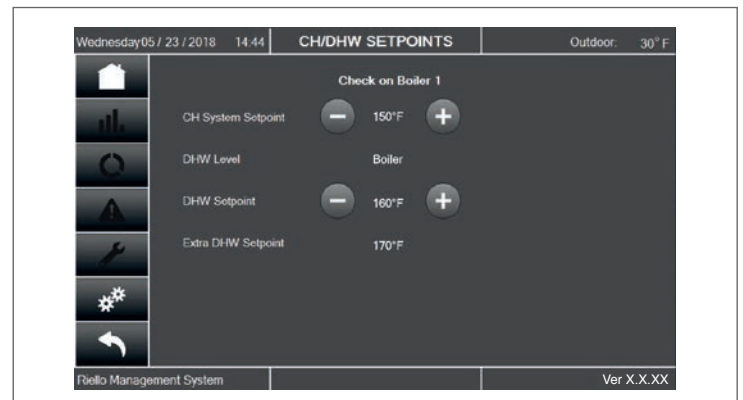 Wednesday05 / 23 / 2018 14:44 CH/DHW SETPOINTS Outdoor: 30°F
Check on Boiler 1
CH System Setpoint 150°F
DHW Level Boiler
DHW Setpoint 160°F
Extra DHW Setpoint 170°F
Riello Management System Ver X.X.XX